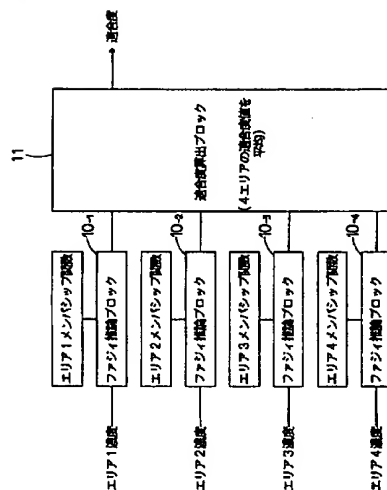 エリア1濃度
エリア1メンバシップ関数
ファジィ推論ブロック
10-1
エリア2濃度
エリア2メンバシップ関数
ファジィ推論ブロック
10-2
エリア3濃度
エリア3メンバシップ関数
ファジィ推論ブロック
10-3
エリア4濃度
エリア4メンバシップ関数
ファジィ推論ブロック
10-4
11
適合度算出ブロック
(4エリアの適合度値を
平均)
適合度